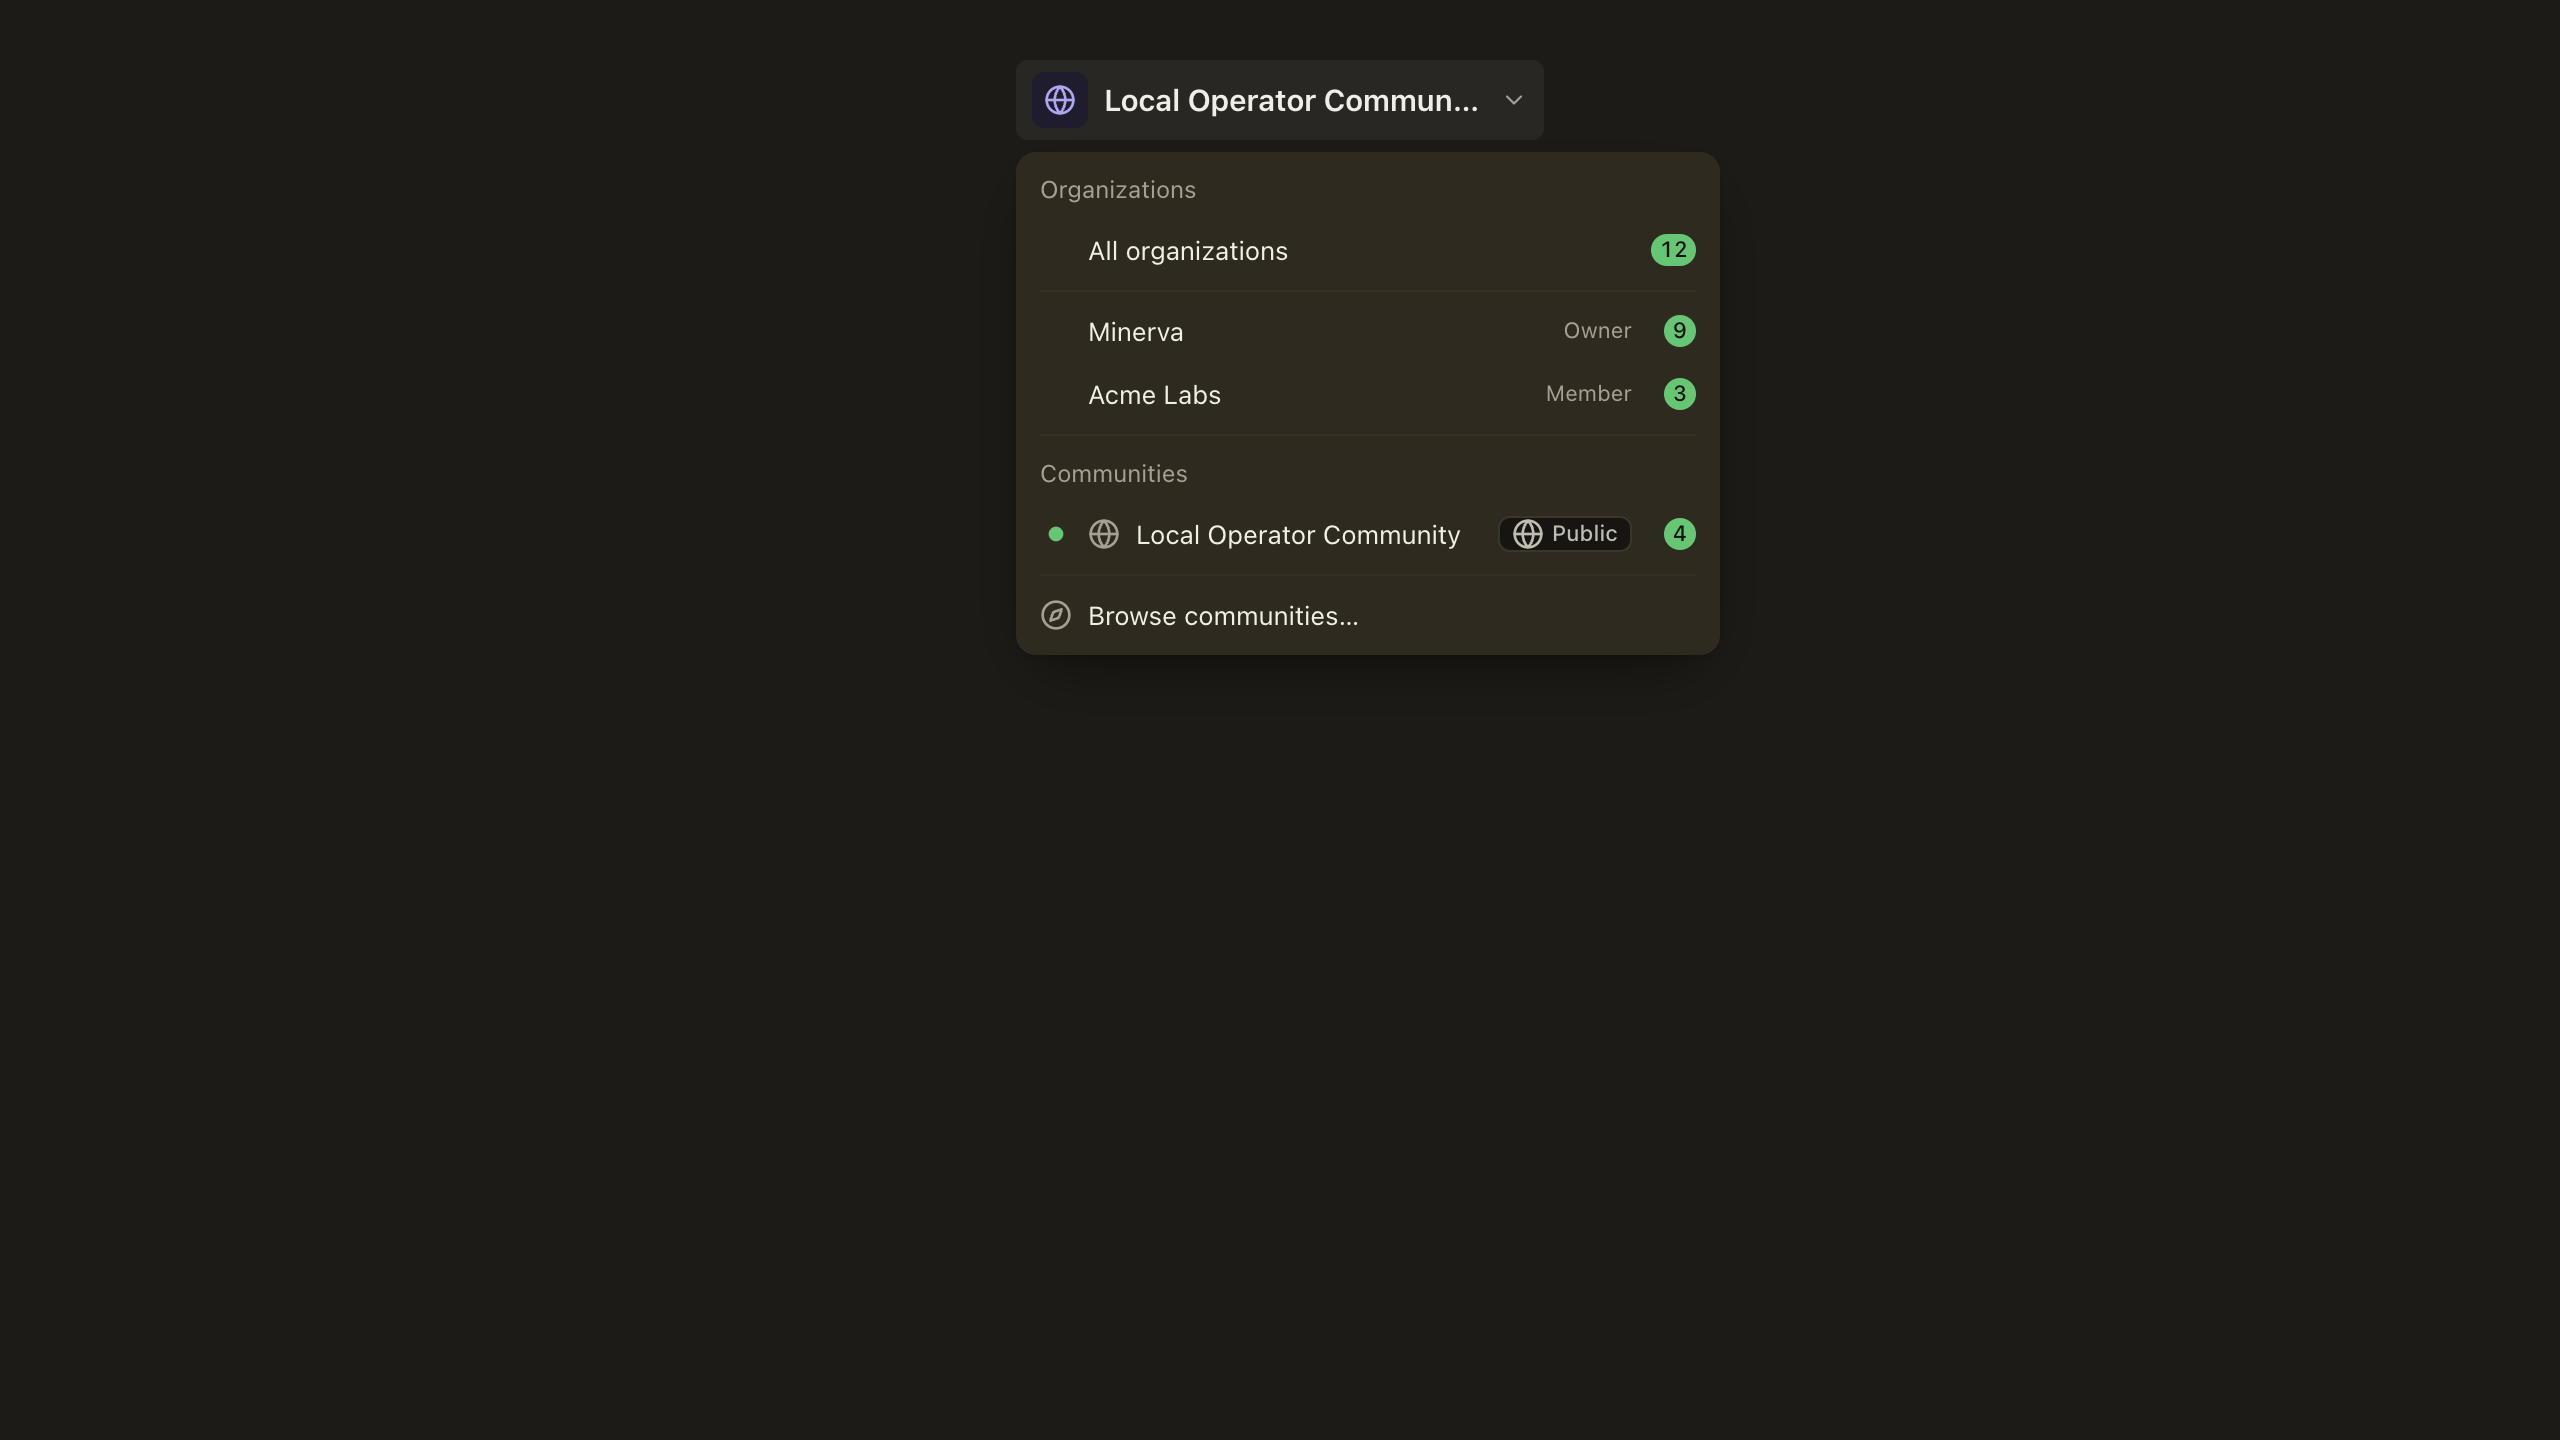 Local Operator Commun...
Organizations
All organizations 12
Minerva Owner 9
Acme Labs Member 3
Communities
Local Operator Community Public 4
Browse communities...